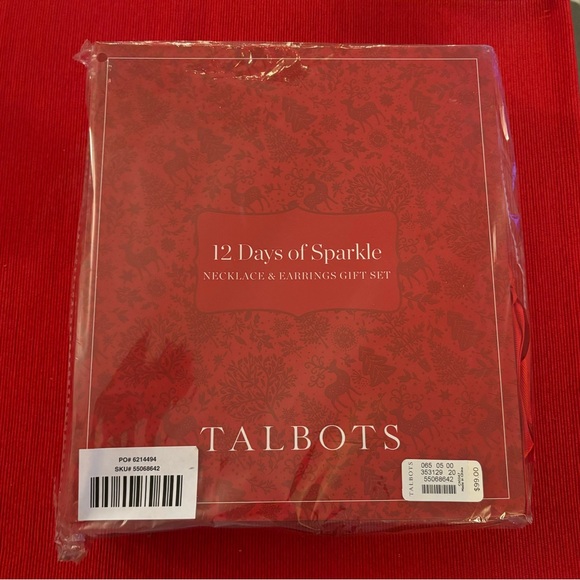 12 Days of Sparkle
NECKLACE & EARRINGS GIFT SET
TALBOTS
PO# 6214494
SKU# 55068642
TALBOTS
065 05 00
353129 20
55068642
$99.00